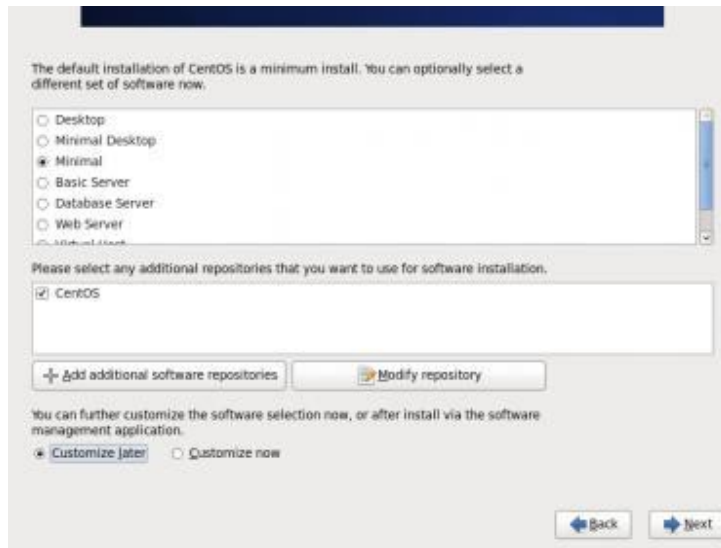 The default installation of CentOS is a minimum install. You can optionally select a
different set of software now.
Desktop
Minimal Desktop
Minimal
Basic Server
Database Server
Web Server
Virtual Host
Please select any additional repositories that you want to use for software installation.
CentOS
Add additional software repositories
Modify repository
You can further customize the software selection now, or after install via the software
management application.
Customize later
Customize now
Back
Next